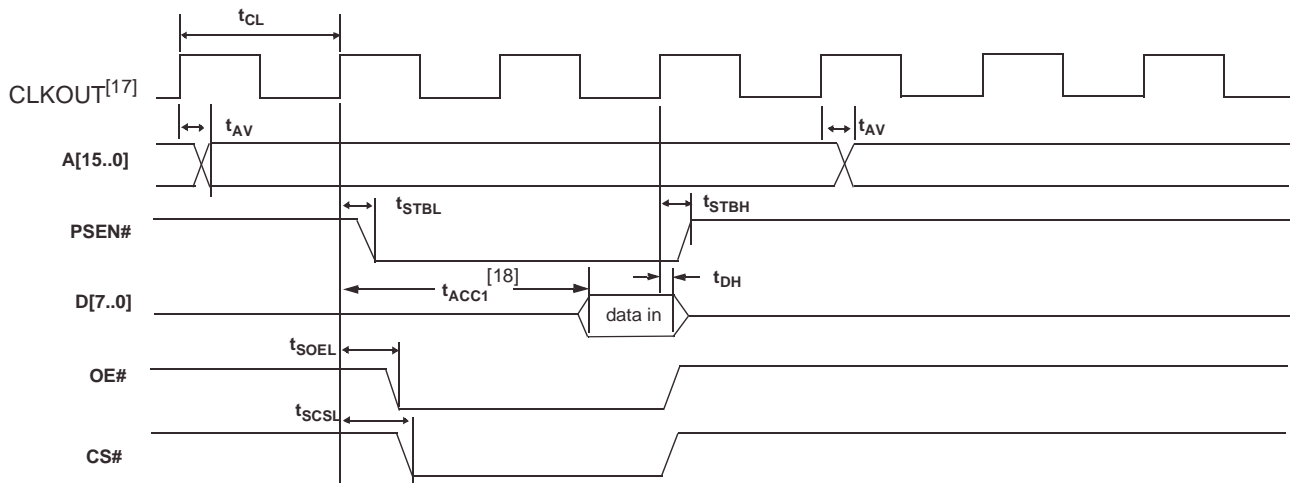 tCL
CLKOUT[17]
tAV
tAV
A[15..0]
tSTBL
tSTBH
PSEN#
[18]
tACC1
tDH
D[7..0]
data in
tSOEL
OE#
tSCSL
CS#